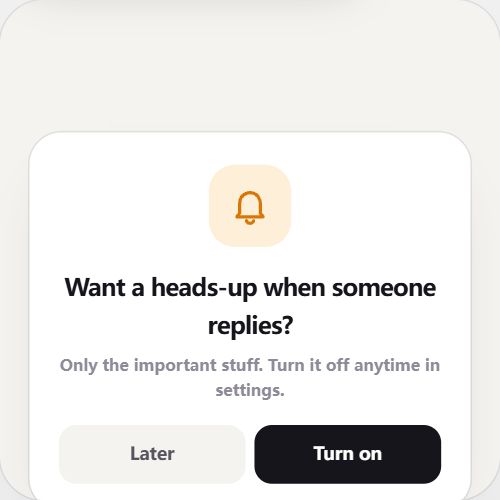 Want a heads-up when someone
replies?
Only the important stuff. Turn it off anytime in
settings.
Later
Turn on